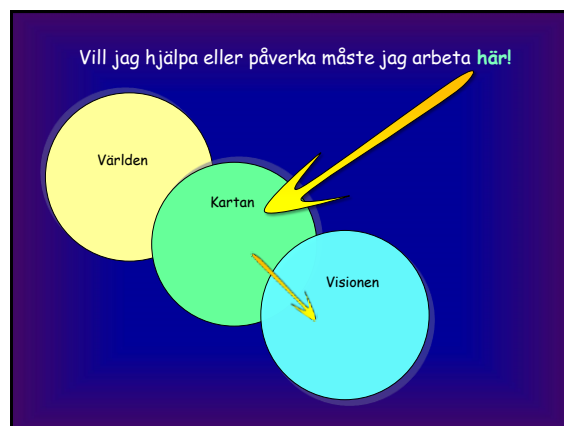 Vill jag hjälpa eller påverka måste jag arbeta här!
Världen
Kartan
Visionen